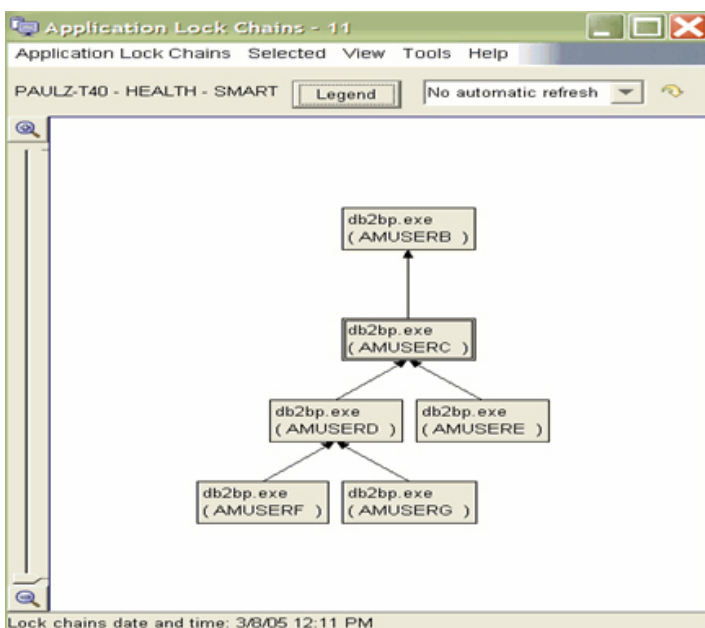 Application Lock Chains - 11
Application Lock Chains Selected View Tools Help
PAULZ-T40 - HEALTH - SMART Legend No automatic refresh
db2bp.exe
( AMUSERB )
db2bp.exe
( AMUSERC )
db2bp.exe
( AMUSERD )
db2bp.exe
( AMUSERE )
db2bp.exe
( AMUSERF )
db2bp.exe
( AMUSERG )
Lock chains date and time: 3/8/05 12:11 PM